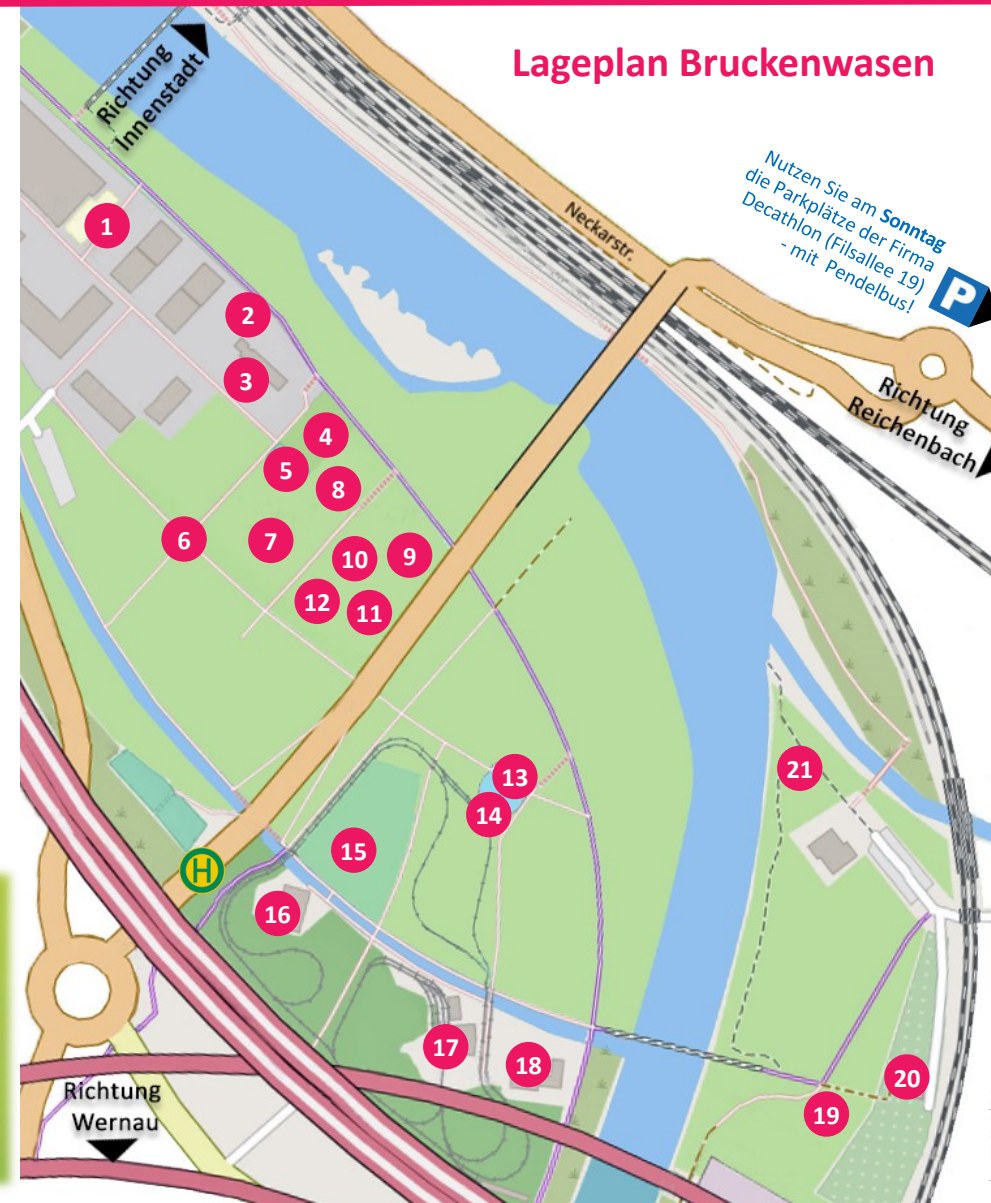 Lageplan Bruckenwasen
Richtung
Innenstadt
Nutzen Sie am Sonntag
die Parkplätze der Firma
Decathlon (Filsallee 19)
- mit Pendelbus!
P
Neckarstr.
Richtung
Reichenbach
1
2
3
4
5
8
6
7
10
9
12
11
13
14
21
15
H
16
17
18
20
19
Richtung
Wernau